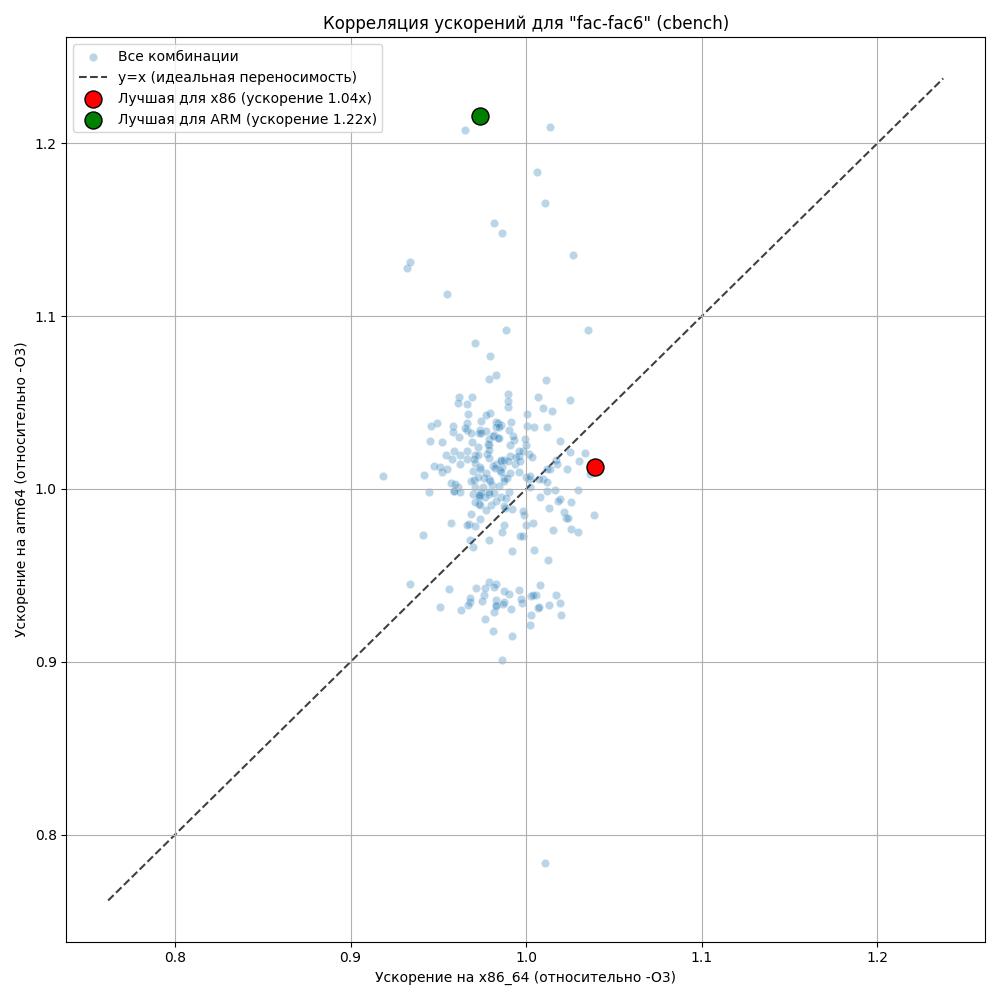 Корреляция ускорений для "fac-fac6" (cbench)
Все комбинации
y=x (идеальная переносимость)
Лучшая для x86 (ускорение 1.04x)
Лучшая для ARM (ускорение 1.22x)
Ускорение на arm64 (относительно -O3)
1.2
1.1
1.0
0.9
0.8
0.8 0.9 1.0 1.1 1.2
Ускорение на x86_64 (относительно -O3)